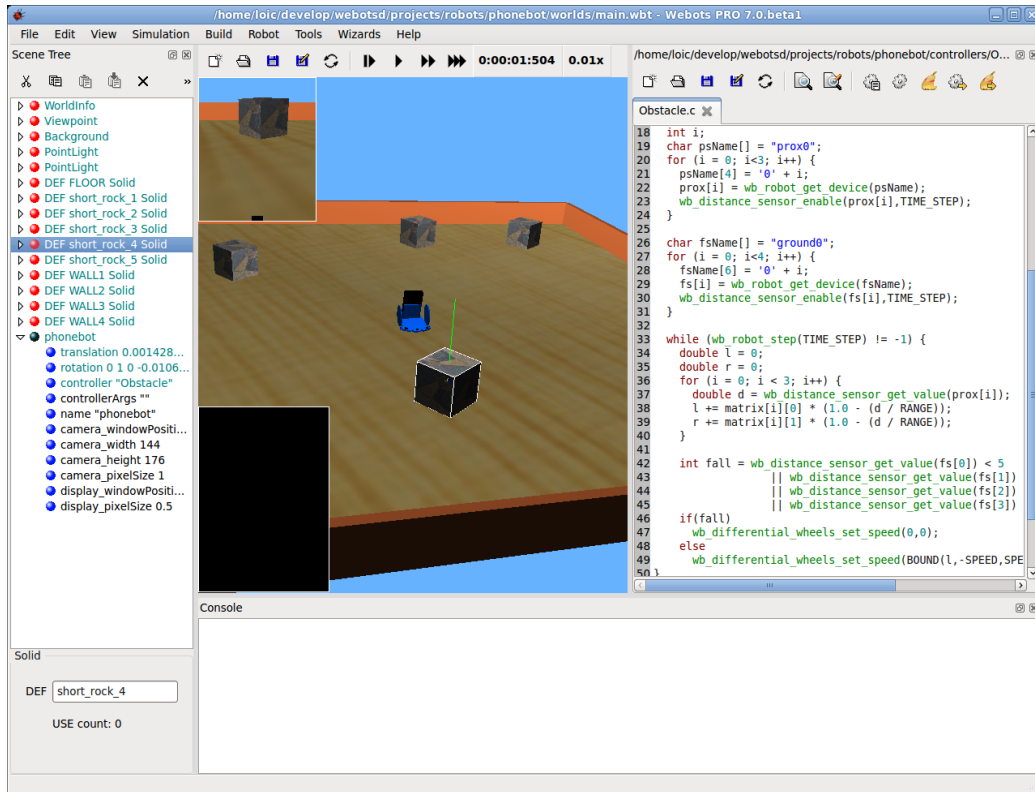 /home/loic/develop/webotsd/projects/robots/phonebot/worlds/main.wbt - Webots PRO 7.0.beta1
File Edit View Simulation Build Robot Tools Wizards Help
Scene Tree
»
WorldInfo
Viewpoint
Background
PointLight
PointLight
DEF FLOOR Solid
DEF short_rock_1 Solid
DEF short_rock_2 Solid
DEF short_rock_3 Solid
DEF short_rock_4 Solid
DEF short_rock_5 Solid
DEF WALL1 Solid
DEF WALL2 Solid
DEF WALL3 Solid
DEF WALL4 Solid
phonebot
translation 0.001428...
rotation 0 1 0 -0.0106...
controller "Obstacle"
controllerArgs ""
name "phonebot"
camera_windowPositi...
camera_width 144
camera_height 176
camera_pixelSize 1
display_windowPositi...
display_pixelSize 0.5
Solid
DEF short_rock_4
USE count: 0
0:00:01:504 0.01x
/home/loic/develop/webotsd/projects/robots/phonebot/controllers/O...
Obstacle.c
18 int i;
19 char psName[] = "prox0";
20 for (i = 0; i<3; i++) {
21 psName[4] = '0' + i;
22 prox[i] = wb_robot_get_device(psName);
23 wb_distance_sensor_enable(prox[i],TIME_STEP);
24 }
25
26 char fsName[] = "ground0";
27 for (i = 0; i<4; i++) {
28 fsName[6] = '0' + i;
29 fs[i] = wb_robot_get_device(fsName);
30 wb_distance_sensor_enable(fs[i],TIME_STEP);
31 }
32
33 while (wb_robot_step(TIME_STEP) != -1) {
34 double l = 0;
35 double r = 0;
36 for (i = 0; i < 3; i++) {
37 double d = wb_distance_sensor_get_value(prox[i]);
38 l += matrix[i][0] * (1.0 - (d / RANGE));
39 r += matrix[i][1] * (1.0 - (d / RANGE));
40 }
41
42 int fall = wb_distance_sensor_get_value(fs[0]) < 5
43 || wb_distance_sensor_get_value(fs[1])
44 || wb_distance_sensor_get_value(fs[2])
45 || wb_distance_sensor_get_value(fs[3])
46 if(fall)
47 wb_differential_wheels_set_speed(0,0);
48 else
49 wb_differential_wheels_set_speed(BOUND(l,-SPEED,SPE
50 }
Console